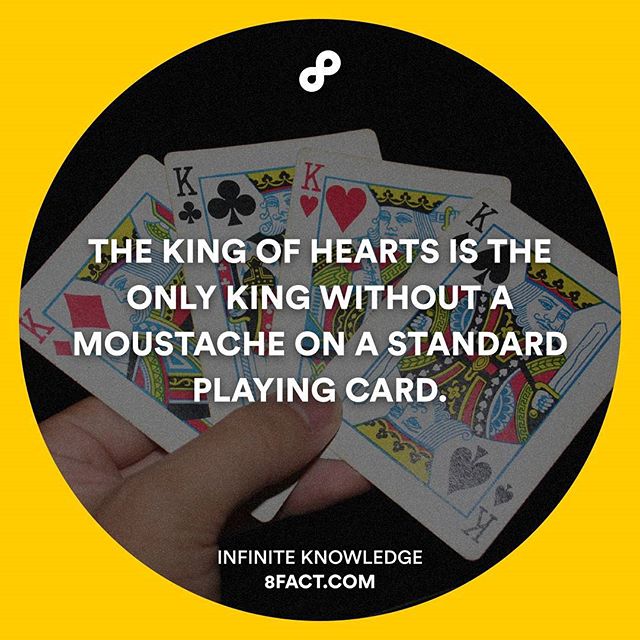 K
K
K
K
THE KING OF HEARTS IS THE
ONLY KING WITHOUT A
MOUSTACHE ON A STANDARD
PLAYING CARD.
K
INFINITE KNOWLEDGE
8FACT.COM